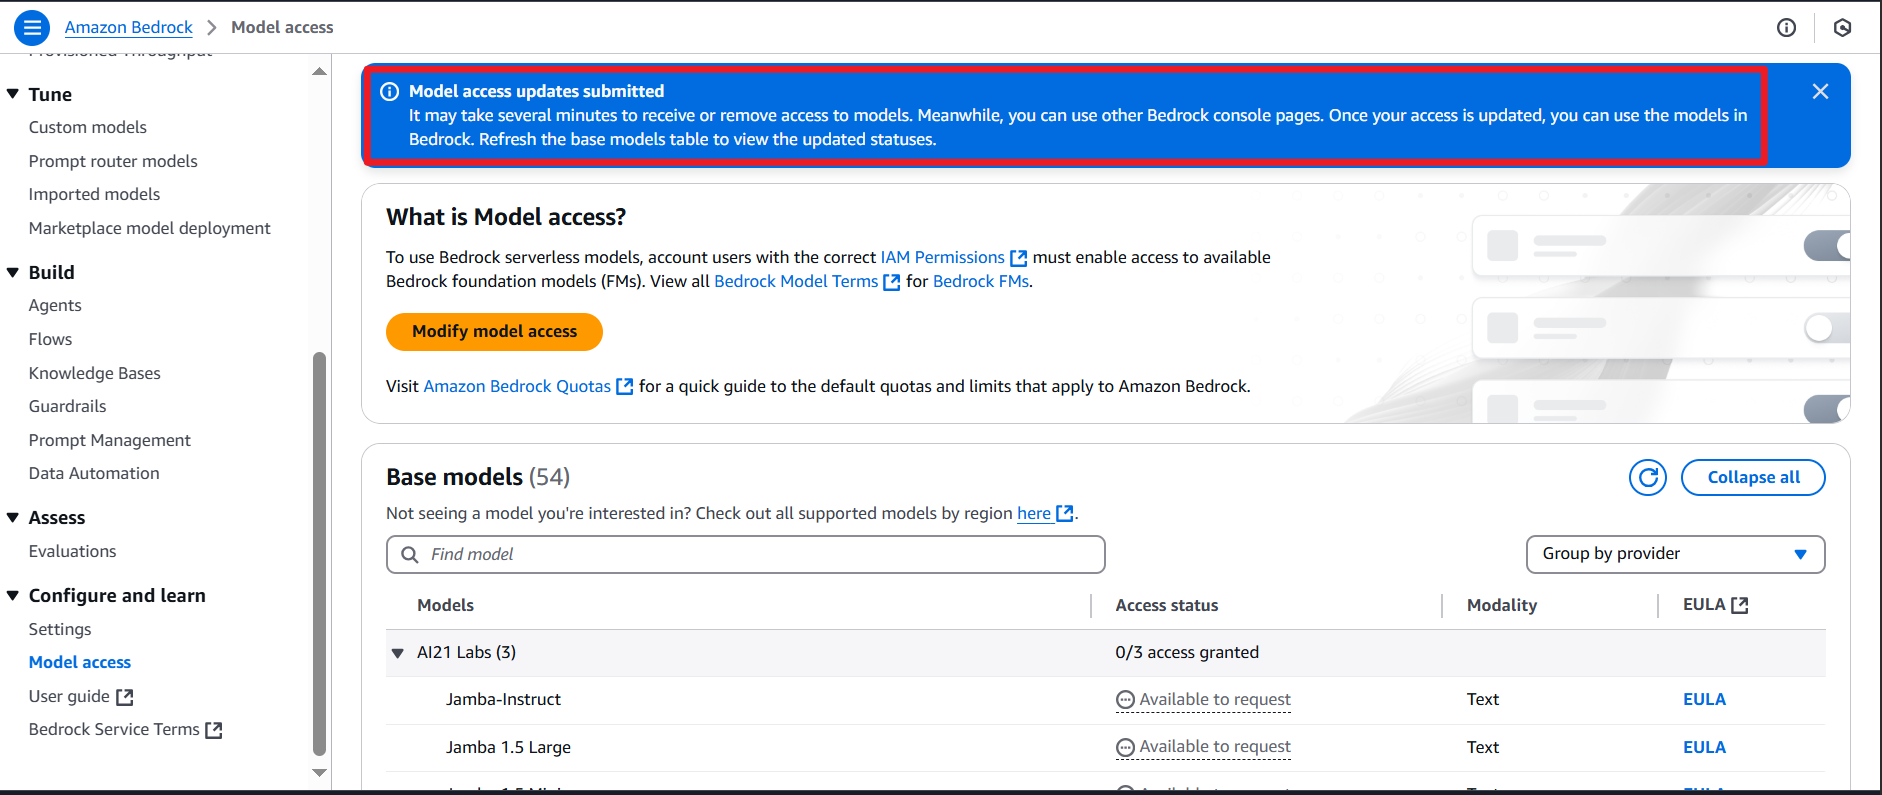 Amazon Bedrock > Model access
Provisioned Throughput
Tune
Custom models
Prompt router models
Imported models
Marketplace model deployment
Build
Agents
Flows
Knowledge Bases
Guardrails
Prompt Management
Data Automation
Assess
Evaluations
Configure and learn
Settings
Model access
User guide
Bedrock Service Terms
Model access updates submitted
It may take several minutes to receive or remove access to models. Meanwhile, you can use other Bedrock console pages. Once your access is updated, you can use the models in
Bedrock. Refresh the base models table to view the updated statuses.
What is Model access?
To use Bedrock serverless models, account users with the correct IAM Permissions must enable access to available
Bedrock foundation models (FMs). View all Bedrock Model Terms for Bedrock FMs.
Modify model access
Visit Amazon Bedrock Quotas for a quick guide to the default quotas and limits that apply to Amazon Bedrock.
Base models (54)
Collapse all
Not seeing a model you're interested in? Check out all supported models by region here.
Find model
Group by provider
Models Access status Modality EULA
AI21 Labs (3) 0/3 access granted
Jamba-Instruct Available to request Text EULA
Jamba 1.5 Large Available to request Text EULA